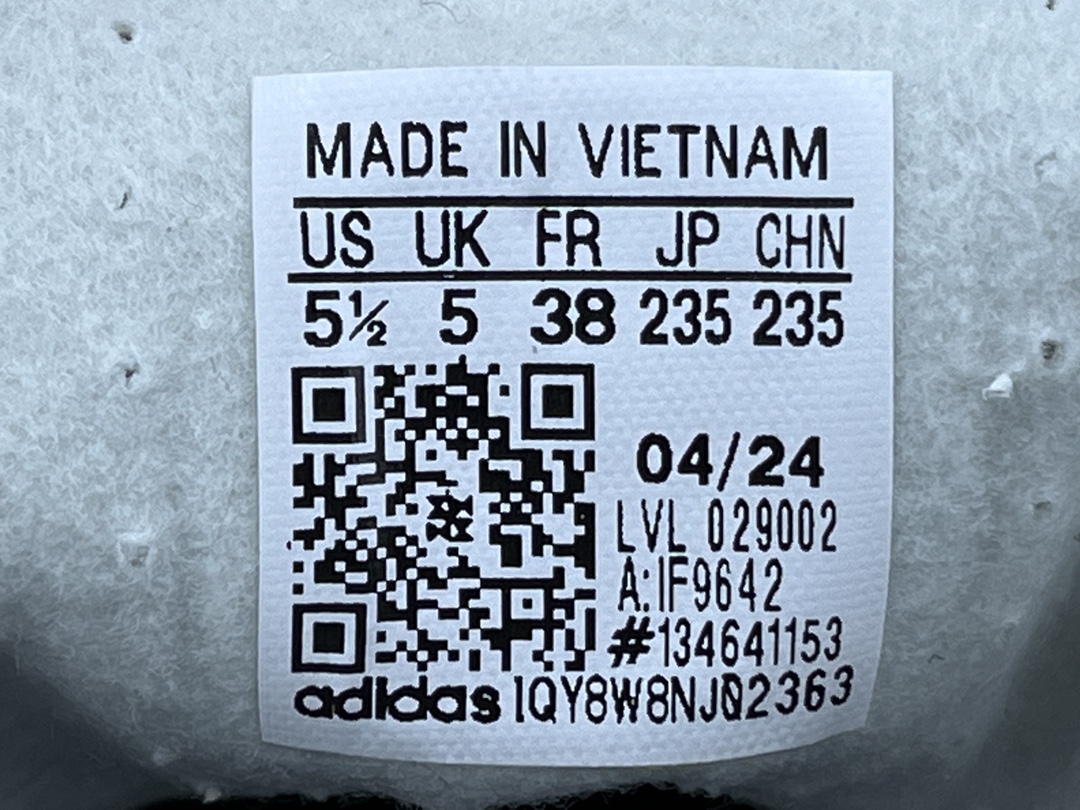 MADE IN VIETNAM
US UK FR JP CHN
5½ 5 38 235 235
04/24
LVL 029002
A:IF9642
#134641153
adidas 1QY8W8NJ02363